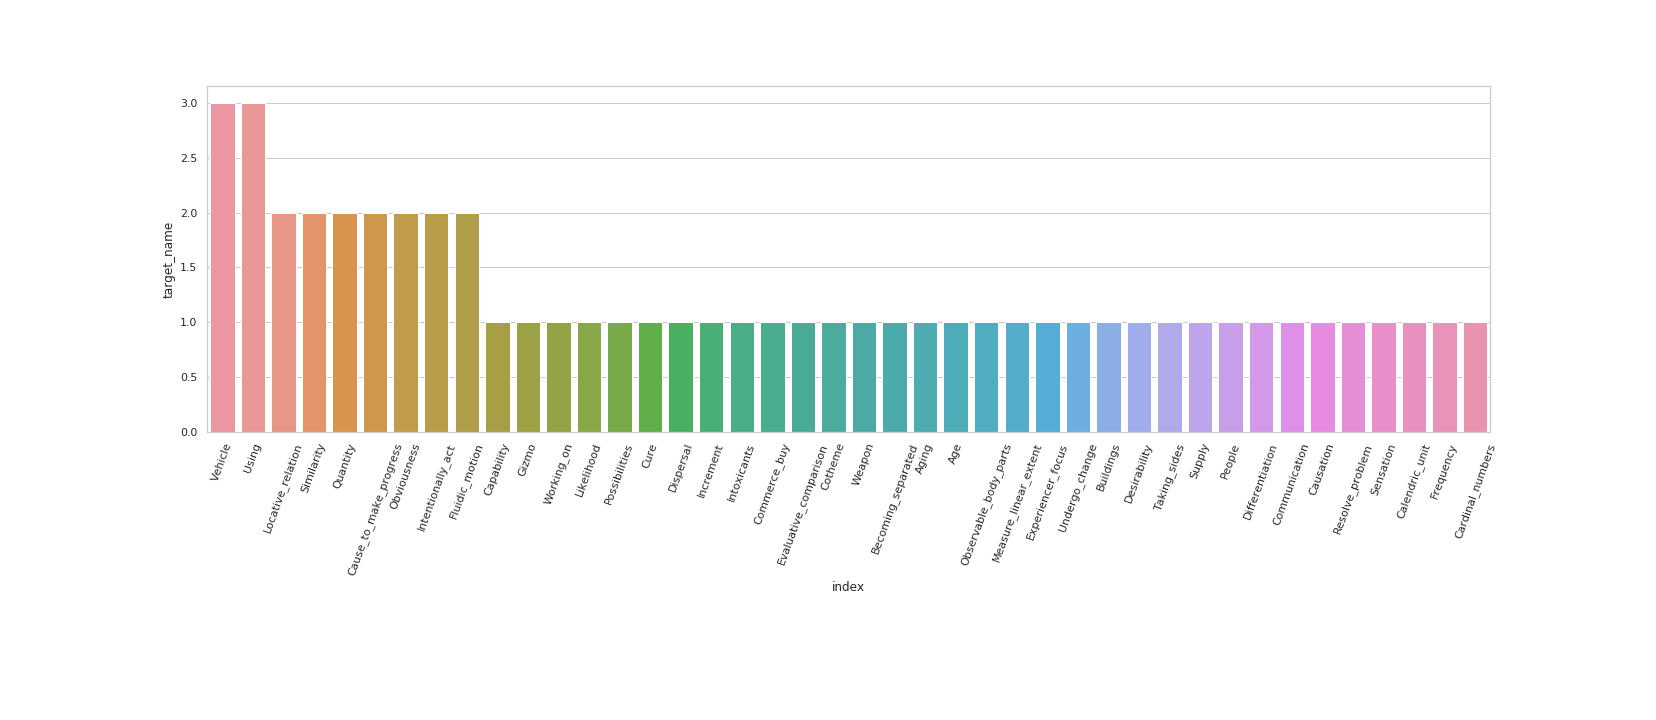 3.0
2.5
2.0
1.5
1.0
0.5
0.0
target_name
Vehicle
Using
Locative_relation
Similarity
Quantity
Cause_to_make_progress
Obviousness
Intentionally_act
Fluidic_motion
Capability
Gizmo
Working_on
Likelihood
Possibilities
Cure
Dispersal
Increment
Intoxicants
Commerce_buy
Evaluative_comparison
Cotheme
Weapon
Becoming_separated
Aging
Age
Observable_body_parts
Measure_linear_extent
Experiencer_focus
Undergo_change
Buildings
Desirability
Taking_sides
Supply
People
Differentiation
Communication
Causation
Resolve_problem
Sensation
Calendric_unit
Frequency
Cardinal_numbers
index